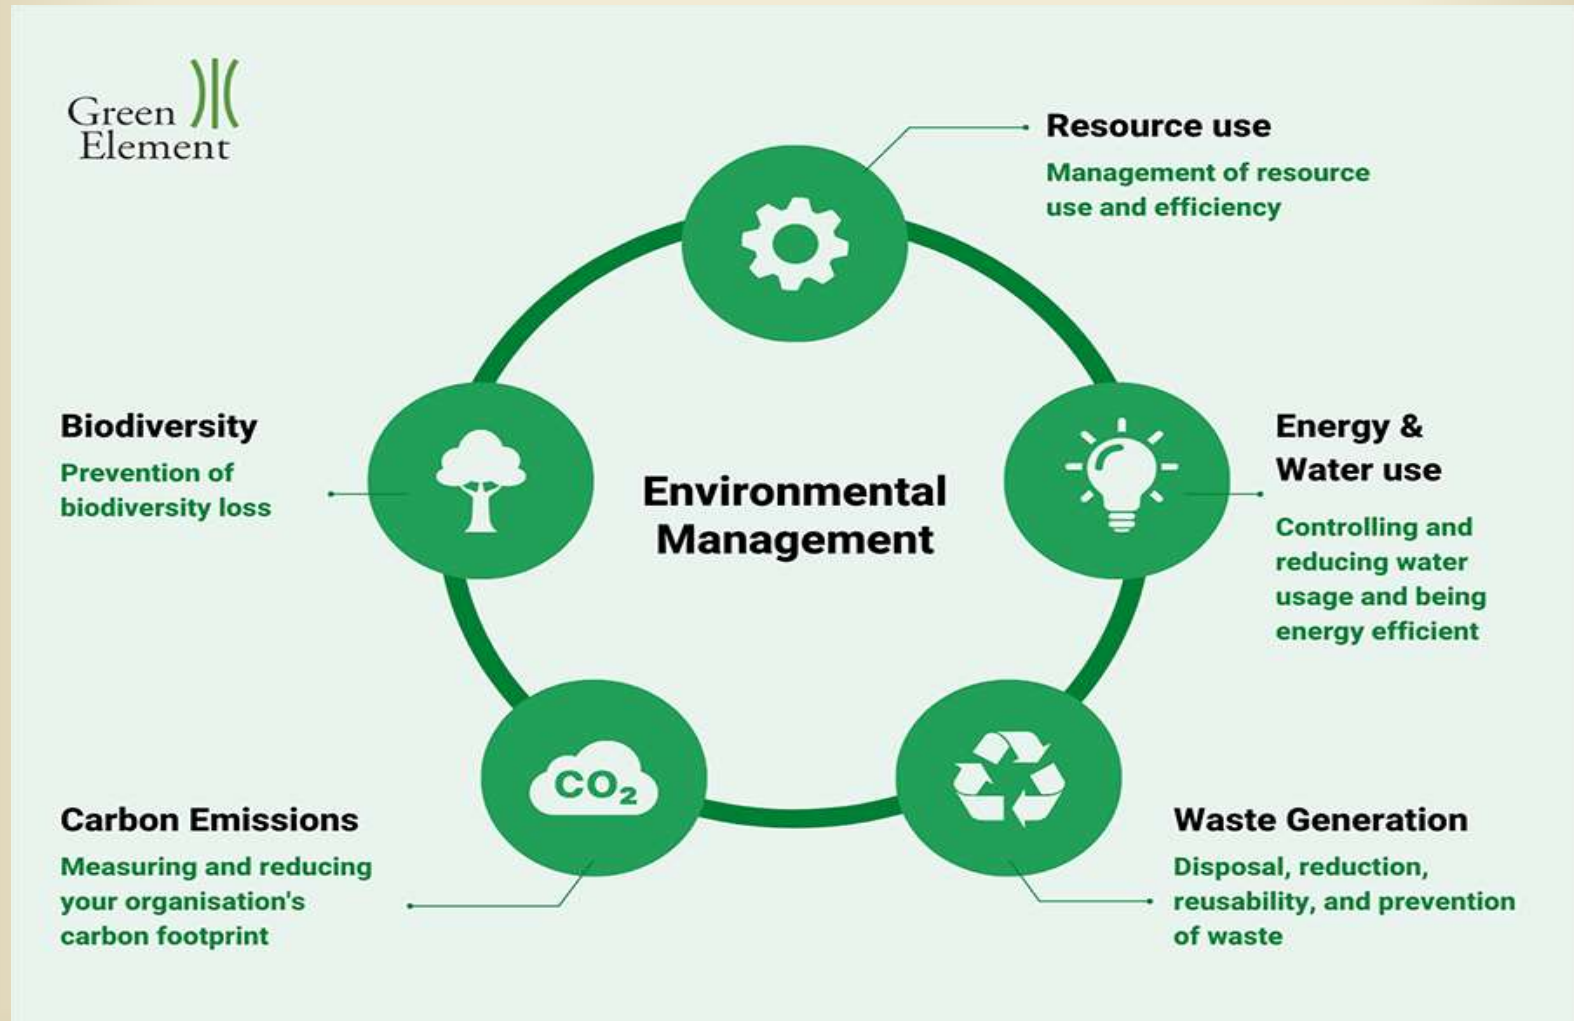 Green
Element
Resource use
Management of resource
use and efficiency
Energy &
Water use
Controlling and
reducing water
usage and being
energy efficient
Waste Generation
Disposal, reduction,
reusability, and prevention
of waste
CO₂
Carbon Emissions
Measuring and reducing
your organisation's
carbon footprint
Biodiversity
Prevention of
biodiversity loss
Environmental
Management